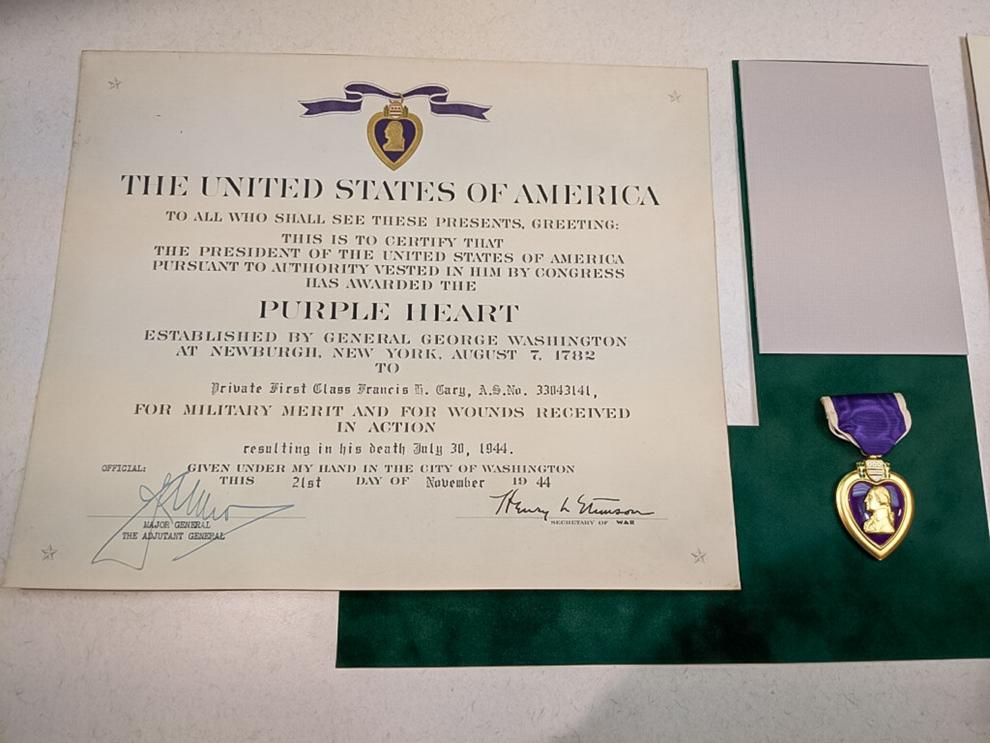 THE UNITED STATES OF AMERICA
TO ALL WHO SHALL SEE THESE PRESENTS, GREETING:
THIS IS TO CERTIFY THAT
THE PRESIDENT OF THE UNITED STATES OF AMERICA
PURSUANT TO AUTHORITY VESTED IN HIM BY CONGRESS
HAS AWARDED THE
PURPLE HEART
ESTABLISHED BY GENERAL GEORGE WASHINGTON
AT NEWBURGH, NEW YORK, AUGUST 7, 1782
TO
Private First Class Francis H. Cary, A.S.No. 33043141,
FOR MILITARY MERIT AND FOR WOUNDS RECEIVED
IN ACTION
resulting in his death July 30, 1944.
OFFICIAL: GIVEN UNDER MY HAND IN THE CITY OF WASHINGTON
THIS 21st DAY OF November 19 44
Henry L Stimson
MAJOR GENERAL
SECRETARY OF WAR
THE ADJUTANT GENERAL